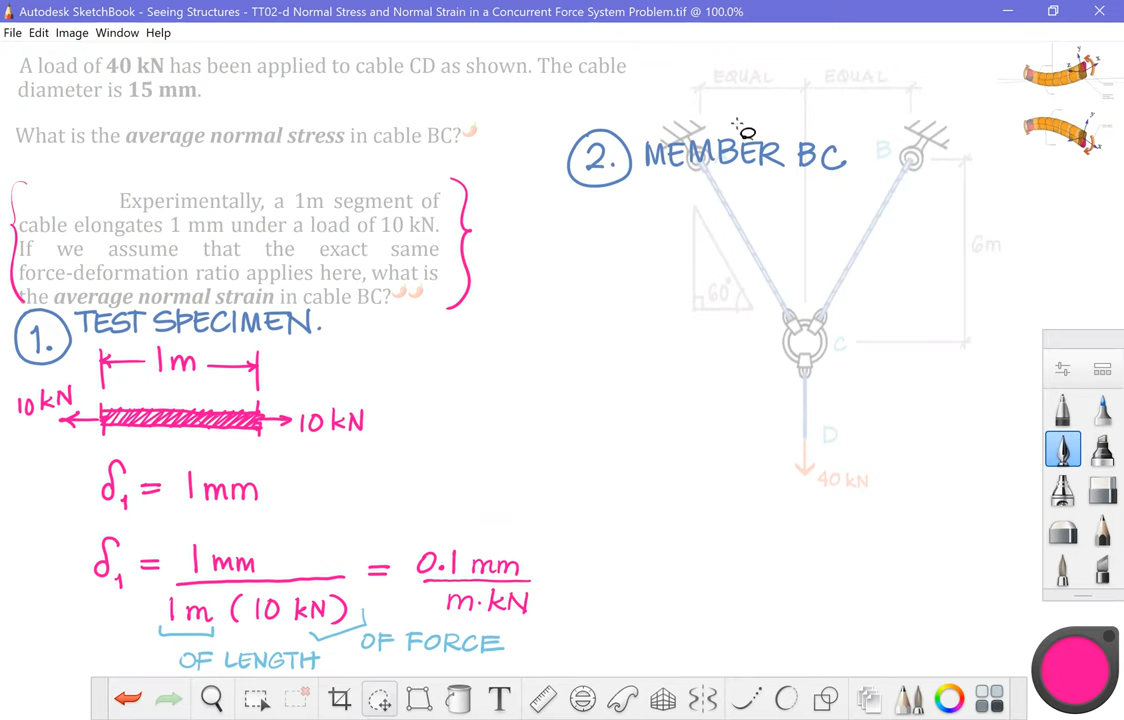 Autodesk SketchBook - Seeing Structures - TT02-d Normal Stress and Normal Strain in a Concurrent Force System Problem.tif @ 100.0%
File Edit Image Window Help
A load of 40 kN has been applied to cable CD as shown. The cable
diameter is 15 mm.
What is the average normal stress in cable BC?
Experimentally, a 1m segment of
cable elongates 1 mm under a load of 10 kN.
If we assume that the exact same
force-deformation ratio applies here, what is
the average normal strain in cable BC?
1. TEST SPECIMEN.
1m
10 kN
10 KN
δ1 = 1 mm
δ1 = 1 mm / 1m (10 kN) = 0.1 mm / m·kN
OF LENGTH
OF FORCE
EQUAL EQUAL
2. MEMBER BC
B
6m
60°
C
D
40 kN
T